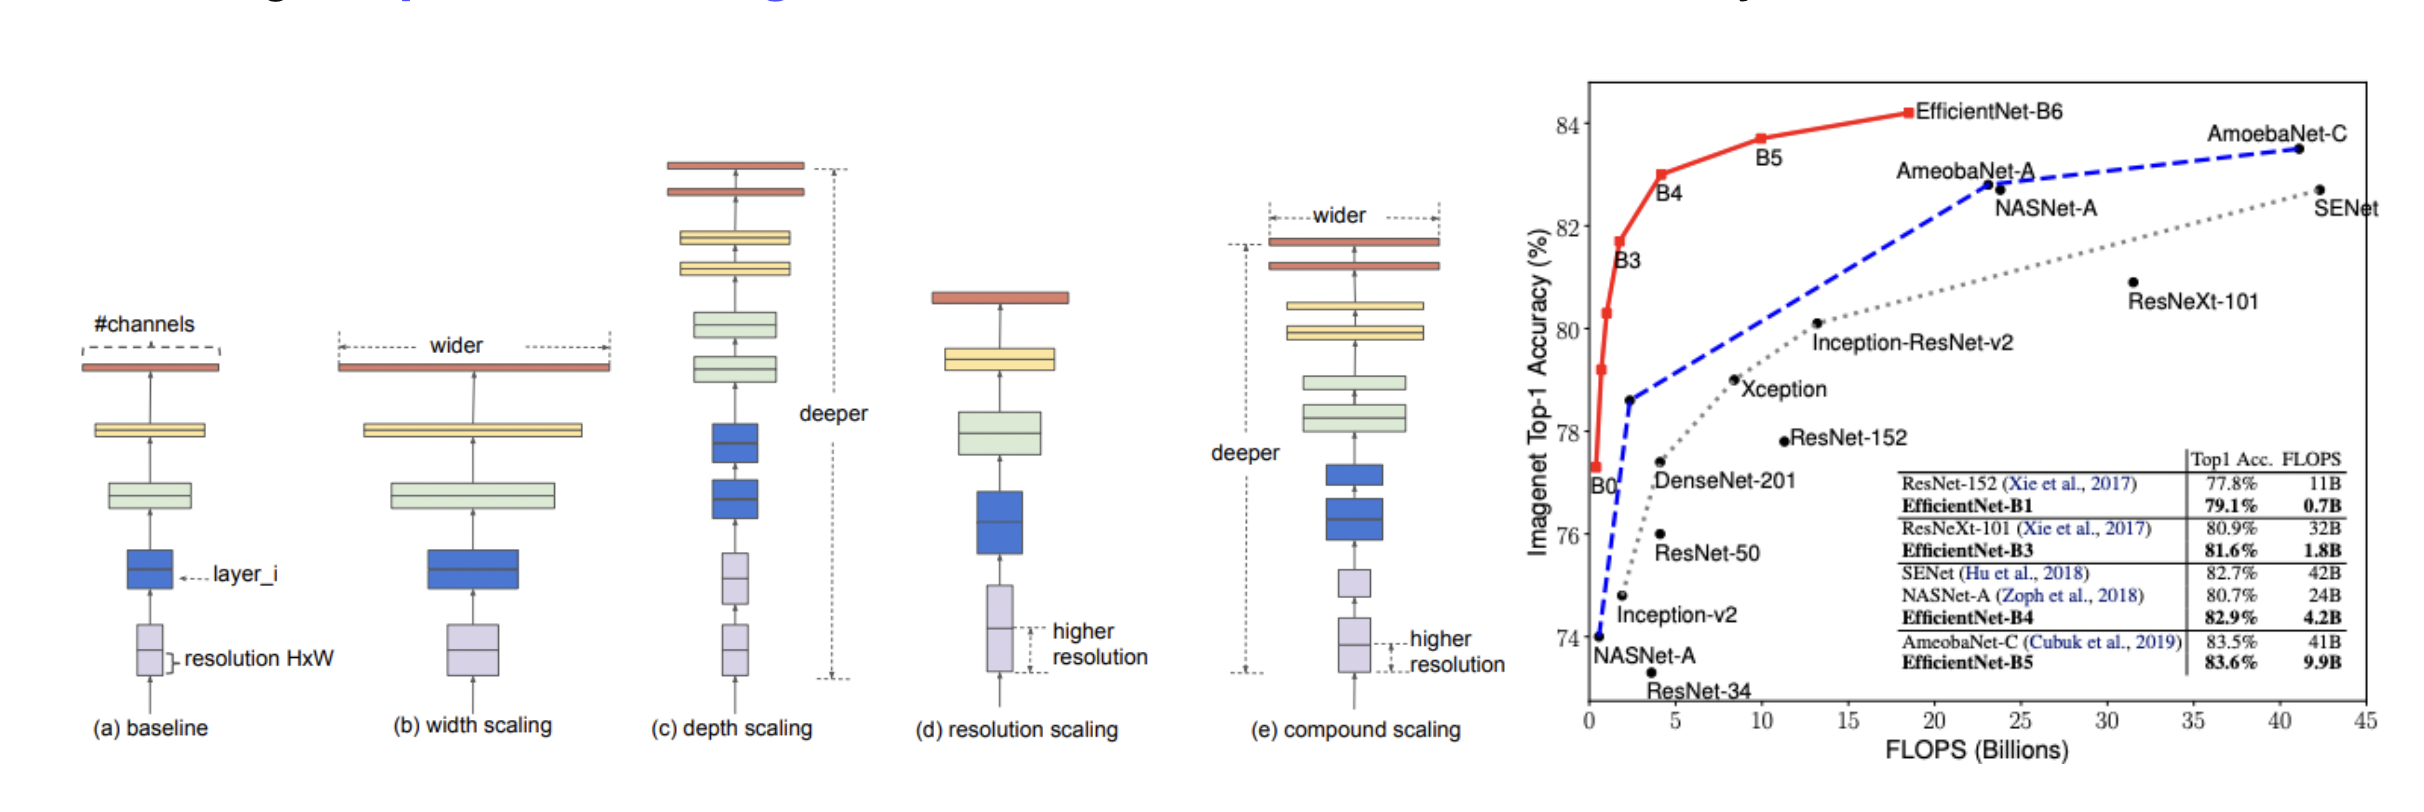 #channels
layer_i
resolution HxW
(a) baseline
wider
(b) width scaling
deeper
(c) depth scaling
higher
resolution
(d) resolution scaling
wider
deeper
higher
resolution
(e) compound scaling
Imagenet Top-1 Accuracy (%)
84
82
80
78
76
74
EfficientNet-B6
AmoebaNet-C
B5
AmeobaNet-A
B4
NASNet-A
SENet
B3
ResNeXt-101
Inception-ResNet-v2
Xception
ResNet-152
B0
DenseNet-201
ResNet-50
Inception-v2
NASNet-A
ResNet-34
Top1 Acc. FLOPS
ResNet-152 (Xie et al., 2017) 77.8% 11B
EfficientNet-B1 79.1% 0.7B
ResNeXt-101 (Xie et al., 2017) 80.9% 32B
EfficientNet-B3 81.6% 1.8B
SENet (Hu et al., 2018) 82.7% 42B
NASNet-A (Zoph et al., 2018) 80.7% 24B
EfficientNet-B4 82.9% 4.2B
AmeobaNet-C (Cubuk et al., 2019) 83.5% 41B
EfficientNet-B5 83.6% 9.9B
0 5 10 15 20 25 30 35 40 45
FLOPS (Billions)